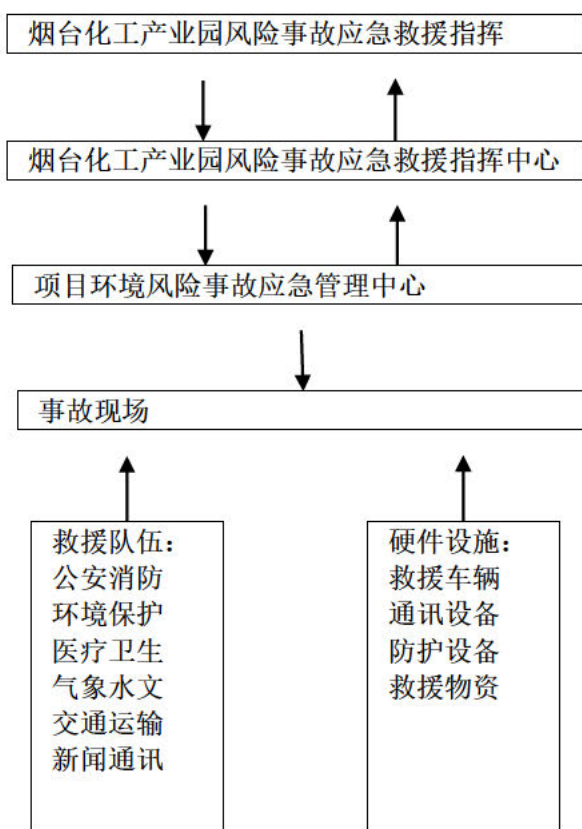 烟台化工产业园风险事故应急救援指挥
烟台化工产业园风险事故应急救援指挥中心
项目环境风险事故应急管理中心
事故现场
救援队伍：
公安消防
环境保护
医疗卫生
气象水文
交通运输
新闻通讯
硬件设施：
救援车辆
通讯设备
防护设备
救援物资